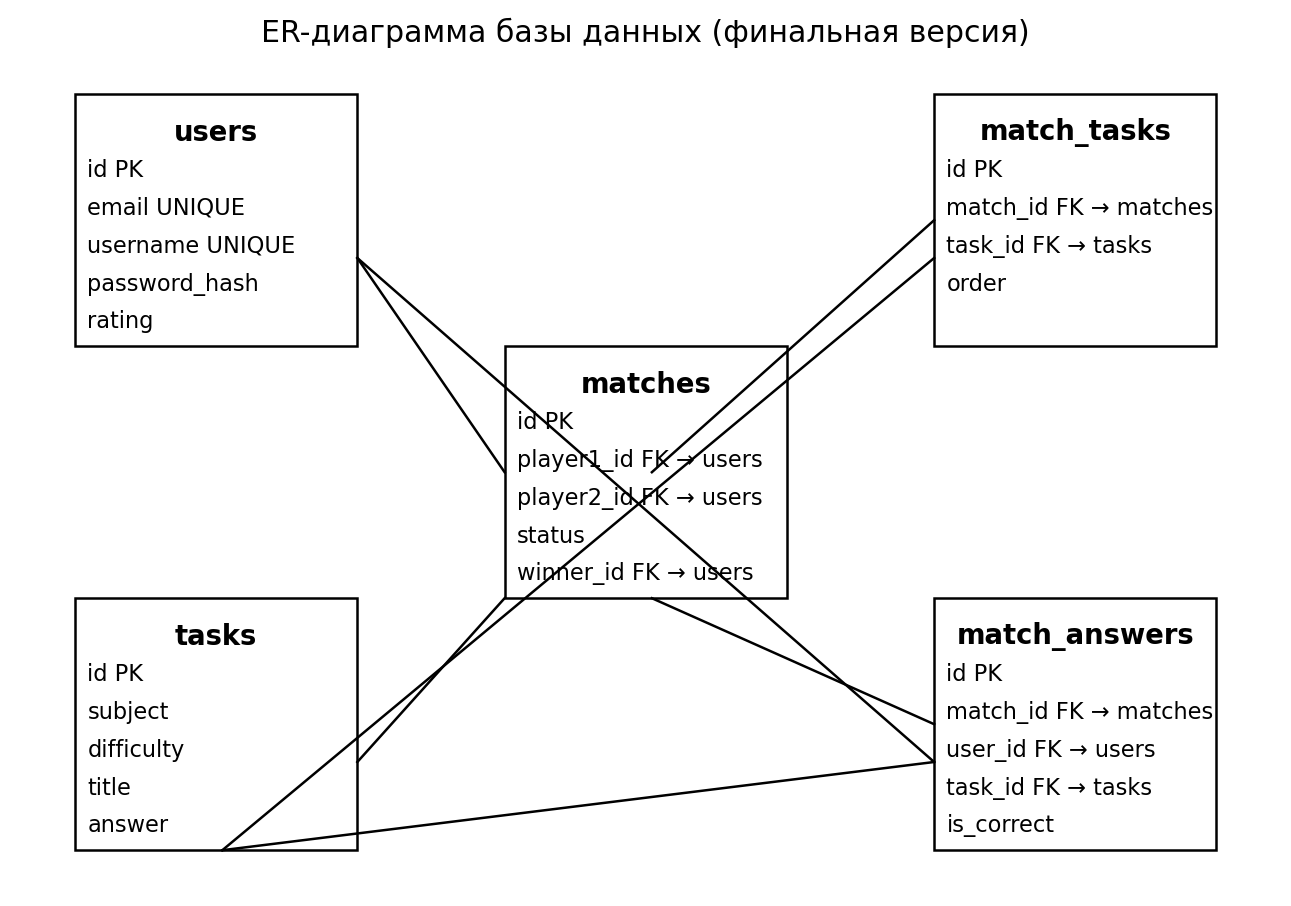 ER-диаграмма базы данных (финальная версия)
users
id PK
email UNIQUE
username UNIQUE
password_hash
rating
match_tasks
id PK
match_id FK → matches
task_id FK → tasks
order
matches
id PK
player1_id FK → users
player2_id FK → users
status
winner_id FK → users
tasks
id PK
subject
difficulty
title
answer
match_answers
id PK
match_id FK → matches
user_id FK → users
task_id FK → tasks
is_correct